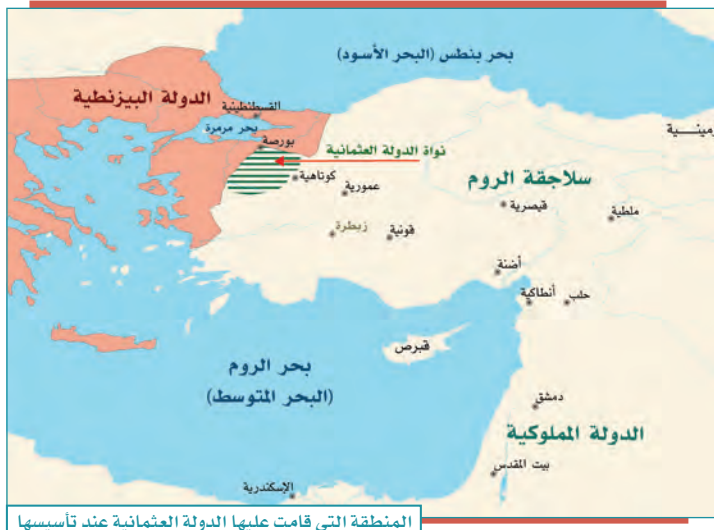 بحر بنطس (البحر الأسود)
الدولة البيزنطية
القسطنطينية
بحر مرمرة
بورصة
نواة الدولة العثمانية
كوتاهية
عمورية
سلاجقة الروم
قيصرية
ملطية
رمينــــية
زبطرة
قونية
أضنة
أنطاكية
حلب
قبرص
بحر الروم
(البحر المتوسط)
دمشق
الدولة المملوكية
بيت المقدس
الإسكندرية
المنطقة التي قامت عليها الدولة العثمانية عند تأسيسها